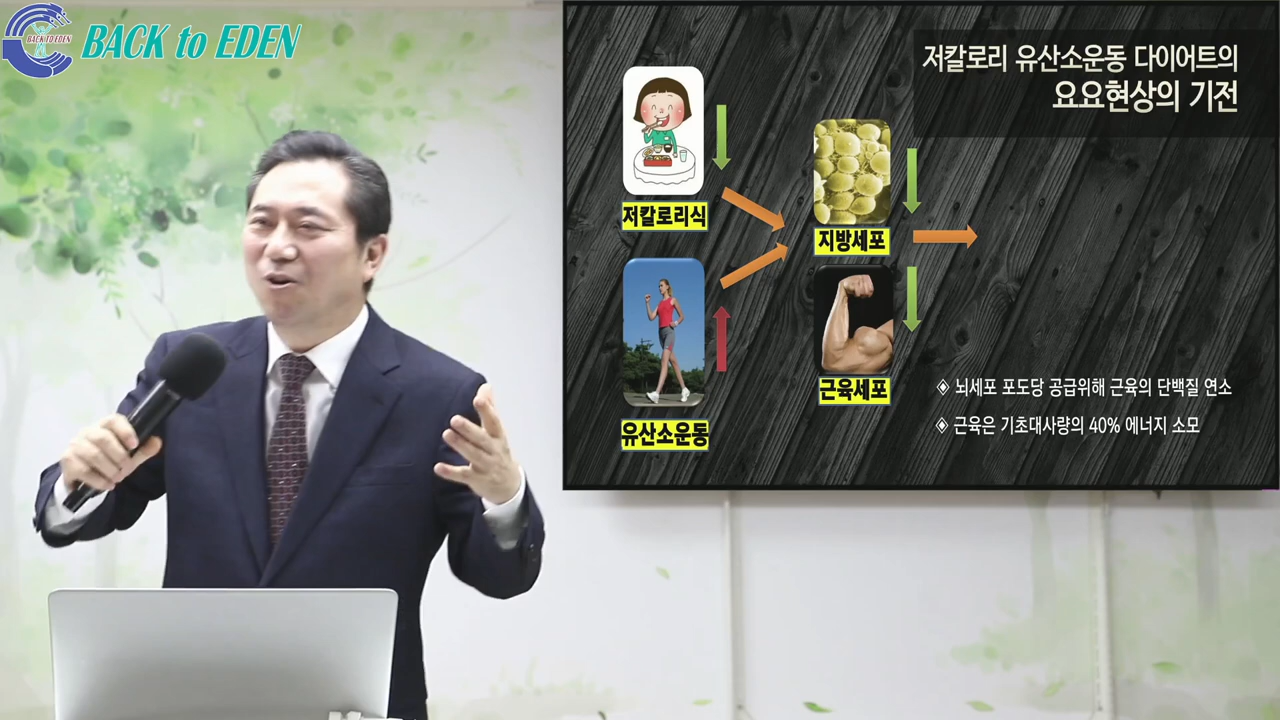 BACK TO EDEN
BACK to EDEN
저칼로리 유산소운동 다이어트의
요요현상의 기전
저칼로리식
지방세포
유산소운동
근육세포
◈ 뇌세포 포도당 공급위해 근육의 단백질 연소
◈ 근육은 기초대사량의 40% 에너지 소모